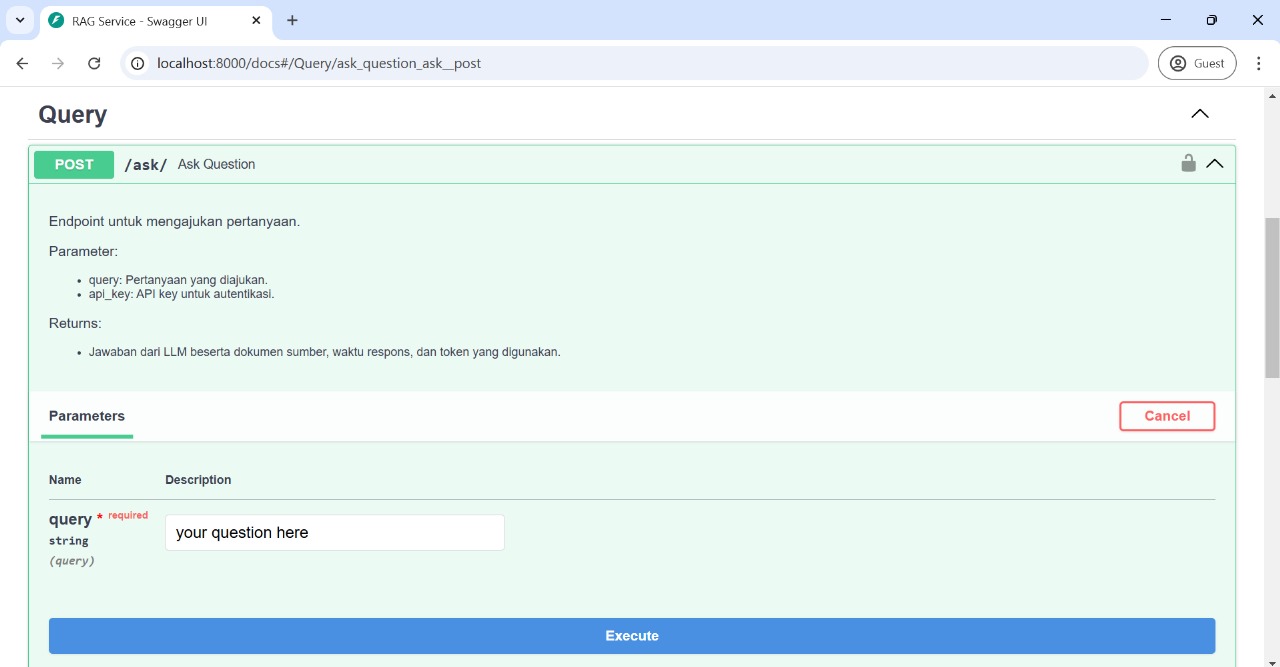 RAG Service - Swagger UI
localhost:8000/docs#/Query/ask_question_ask__post
Guest
Query
POST /ask/ Ask Question
Endpoint untuk mengajukan pertanyaan.
Parameter:
• query: Pertanyaan yang diajukan.
• api_key: API key untuk autentikasi.
Returns:
• Jawaban dari LLM beserta dokumen sumber, waktu respons, dan token yang digunakan.
Parameters
Cancel
Name Description
query * required
your question here
string
(query)
Execute